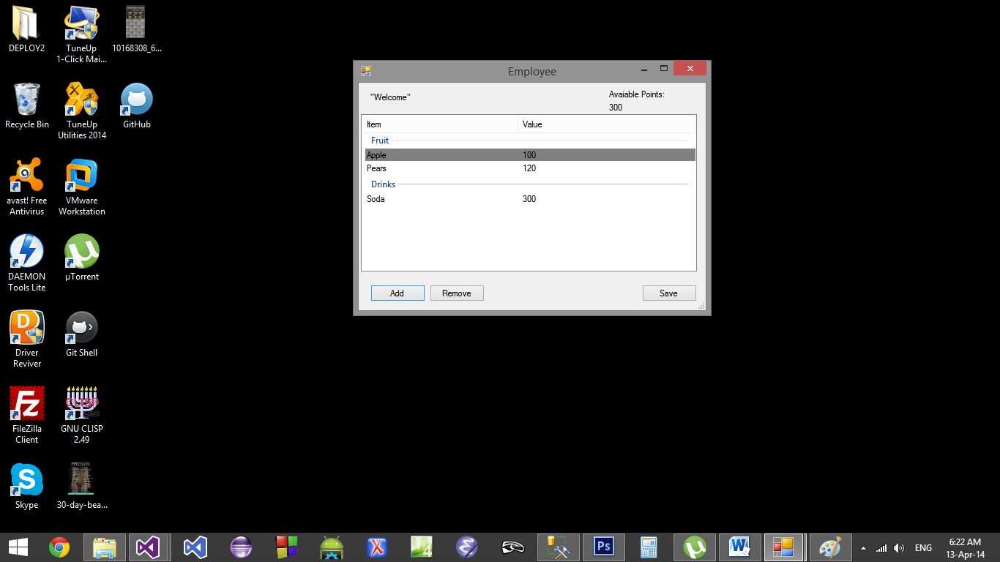 DEPLOY2
TuneUp
1-Click Mai...
10168308_6...
Recycle Bin
TuneUp
Utilities 2014
GitHub
avast! Free
Antivirus
VMware
Workstation
DAEMON
Tools Lite
µTorrent
Driver
Reviver
Git Shell
FileZilla
Client
GNU CLISP
2.49
Skype
30-day-bea...
Employee
"Welcome"
Avaiable Points:
300
Item Value
Fruit
Apple 100
Pears 120
Drinks
Soda 300
Add Remove Save
Ps
ENG
6:22 AM
13-Apr-14